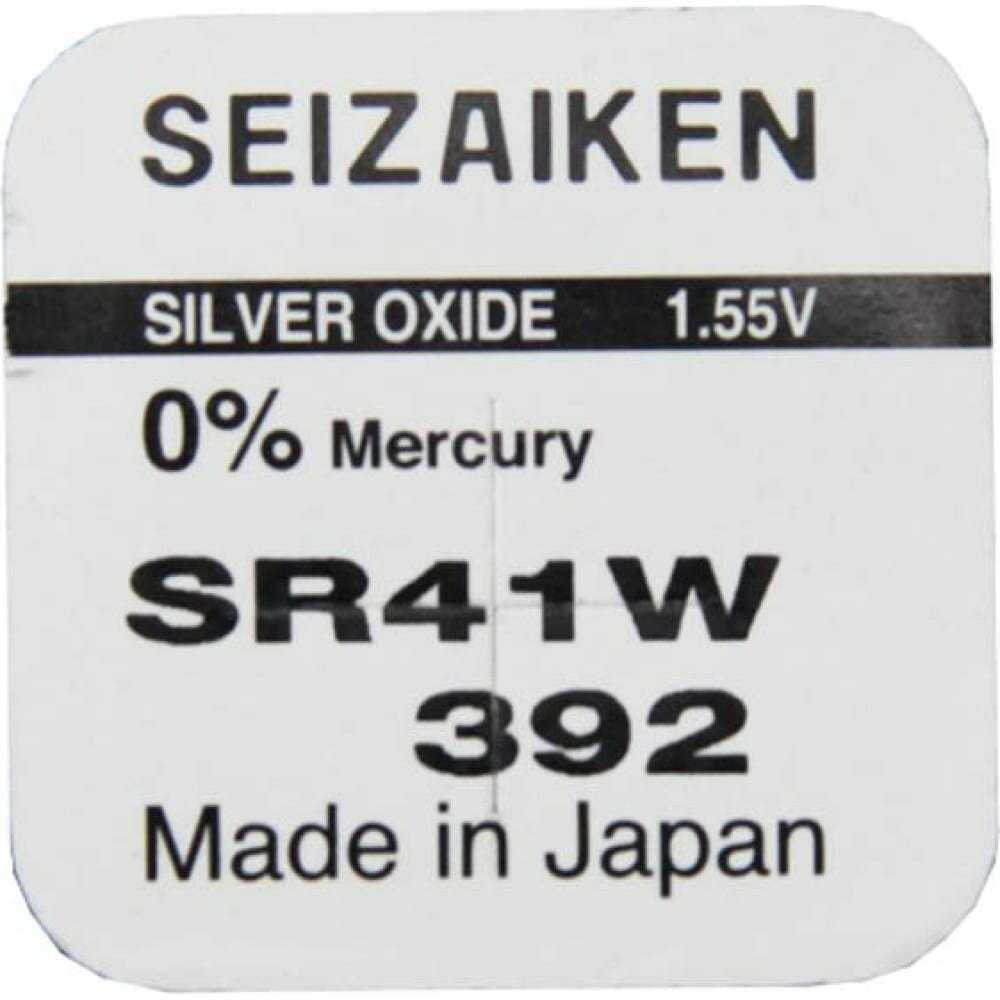 SEIZAIKEN
SILVER OXIDE 1.55V
0% Mercury
SR41W
392
Made in Japan